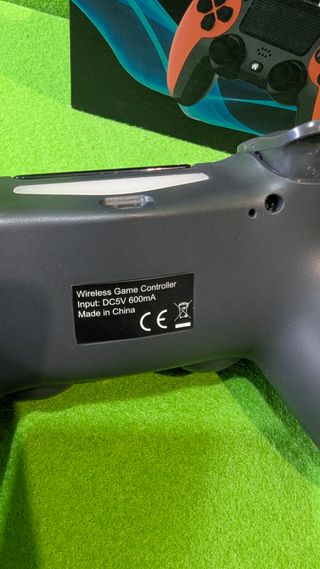 Wireless Game Controller
Input: DC5V 600mA
Made in China
CE